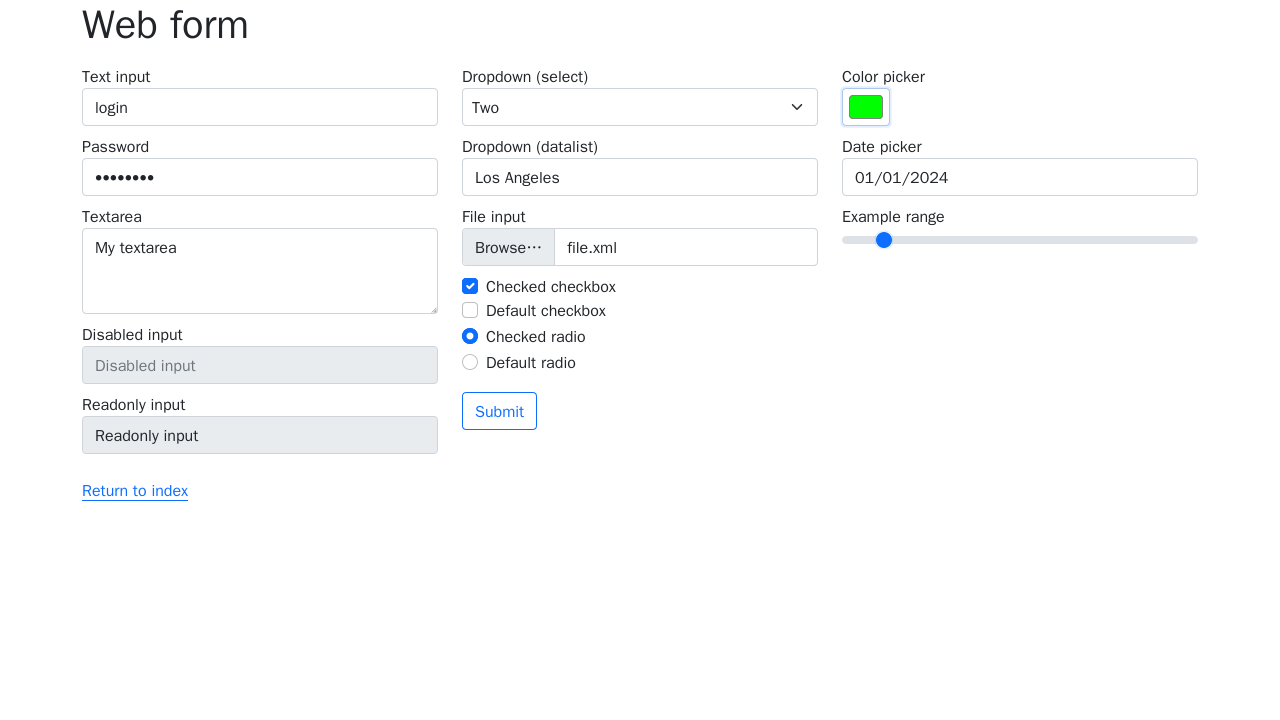 Web form
Text input
login
Password
••••••••
Textarea
My textarea
Disabled input
Disabled input
Readonly input
Readonly input
Return to index
Dropdown (select)
Two
Dropdown (datalist)
Los Angeles
File input
Browse… file.xml
Checked checkbox
Default checkbox
Checked radio
Default radio
Submit
Color picker
Date picker
01/01/2024
Example range